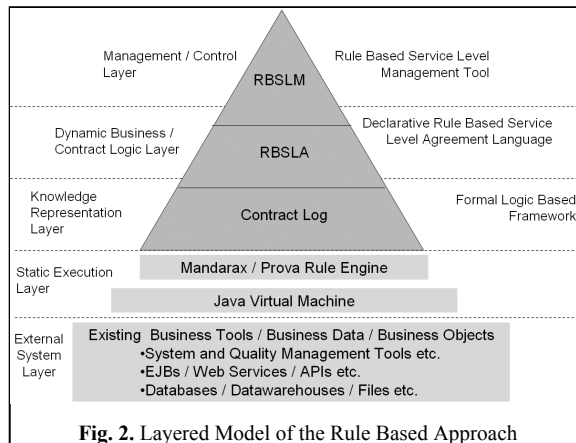 Management / Control
Layer
RBSLM
Rule Based Service Level
Management Tool
Dynamic Business /
Contract Logic Layer
RBSLA
Declarative Rule Based Service
Level Agreement Language
Knowledge
Representation
Layer
Contract Log
Formal Logic Based
Framework
Static Execution
Layer
Mandarax / Prova Rule Engine
Java Virtual Machine
External
System
Layer
Existing Business Tools / Business Data / Business Objects
•System and Quality Management Tools etc.
•EJBs / Web Services / APIs etc.
•Databases / Datawarehouses / Files etc.
Fig. 2. Layered Model of the Rule Based Approach